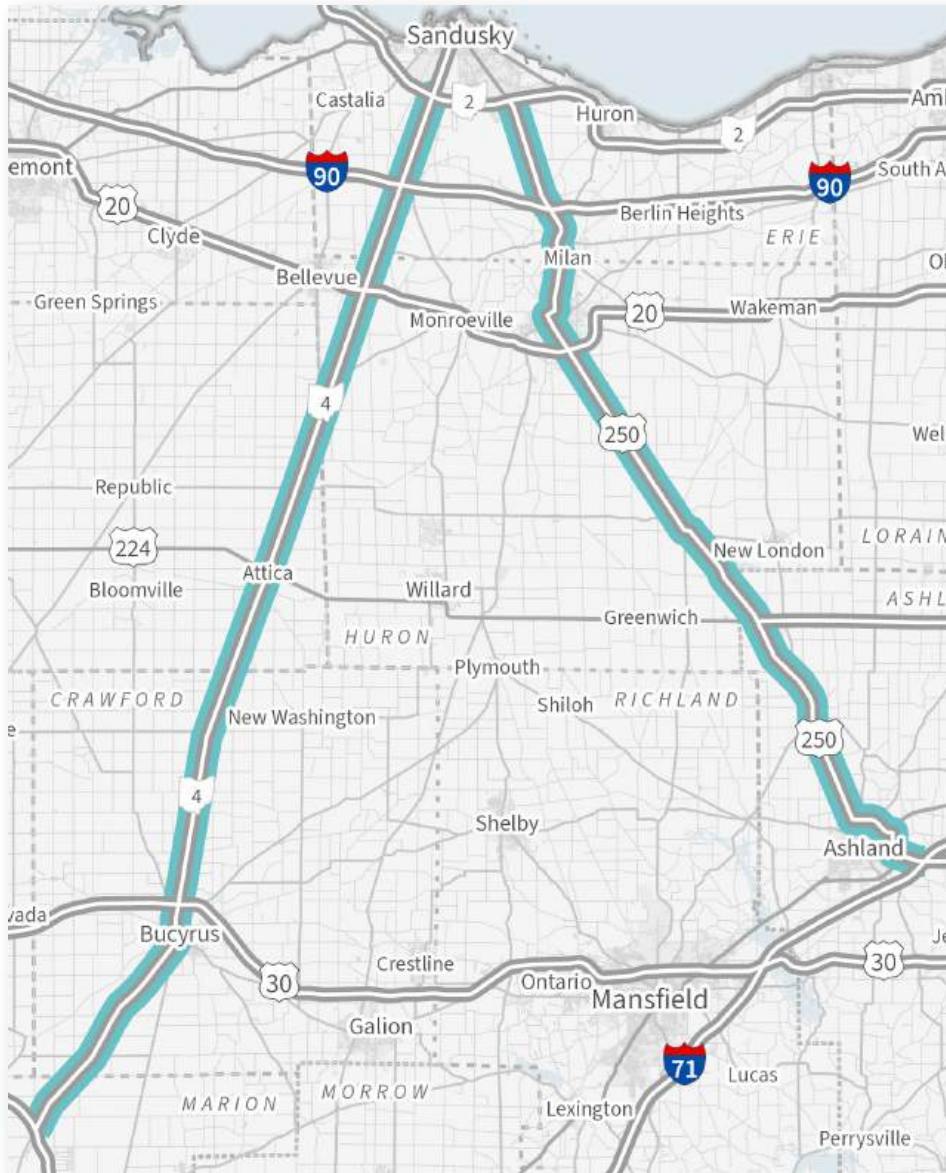 Sandusky
Castalia
2
Huron
Aml
2
emont
90
90
South A
20
Clyde
Berlin Heights
ERIE
Milan
Bellevue
Green Springs
Monroeville
20
Wakeman
4
250
Wel
Republic
224
Attica
New London
LORAIN
Bloomville
Willard
ASHL
Greenwich
HURON
Plymouth
CRAWFORD
Shiloh
RICHLAND
New Washington
250
4
Shelby
Ashland
vada
Bucyrus
Crestline
Je
30
Ontario
30
Mansfield
Galion
71
Lucas
MARION
MORROW
Lexington
Perrysville